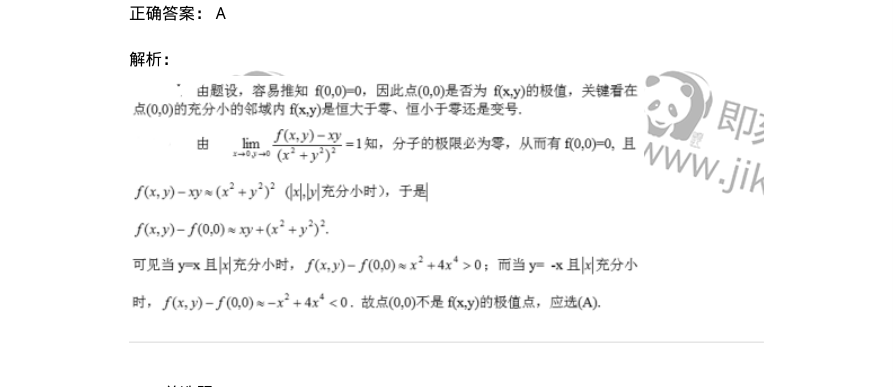 正确答案： A
解析：
由题设，容易推知 f(0,0)=0，因此点(0,0)是否为 f(x,y)的极值，关键看在
点(0,0)的充分小的邻域内 f(x,y)是恒大于零、恒小于零还是变号.
由 lim_{x→0,y→0} \frac{f(x,y)-xy}{(x²+y²)²}=1知，分子的极限必为零，从而有 f(0,0)=0, 且
f(x,y)-xy≈(x²+y²)² (|x|,|y|充分小时)，于是
f(x,y)-f(0,0)≈xy+(x²+y²)².
可见当 y=x 且|x|充分小时，f(x,y)-f(0,0)≈x²+4x⁴>0；而当 y= -x 且|x|充分小
时，f(x,y)-f(0,0)≈-x²+4x⁴<0. 故点(0,0)不是 f(x,y)的极值点，应选(A).
即
www.jik